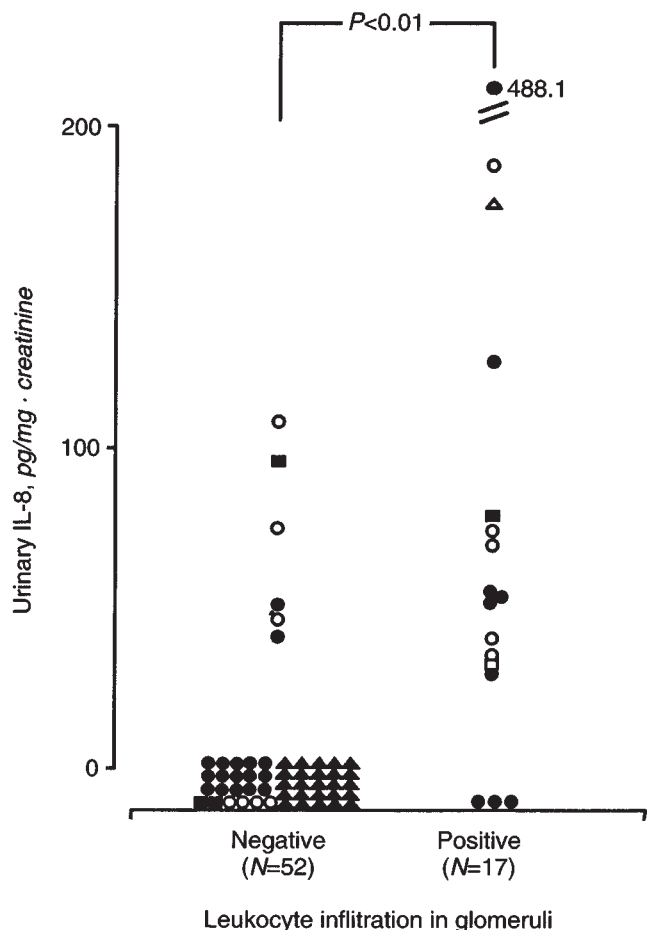 P<0.01
488.1
200
100
0
Urinary IL-8, pg/mg · creatinine
Negative
(N=52)
Positive
(N=17)
Leukocyte inflitration in glomeruli